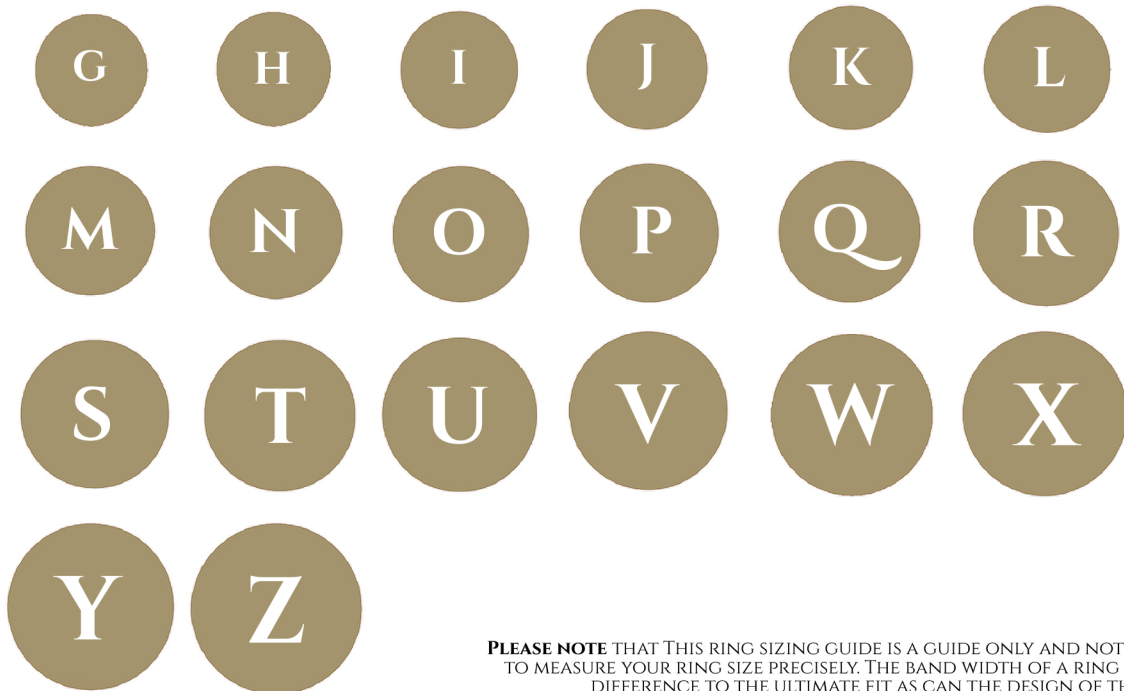 G H I J K L
M N O P Q R
S T U V W X
Y Z
PLEASE NOTE THAT THIS RING SIZING GUIDE IS A GUIDE ONLY AND NOT
TO MEASURE YOUR RING SIZE PRECISELY. THE BAND WIDTH OF A RING
DIFFERENCE TO THE ULTIMATE FIT AS CAN THE DESIGN OF